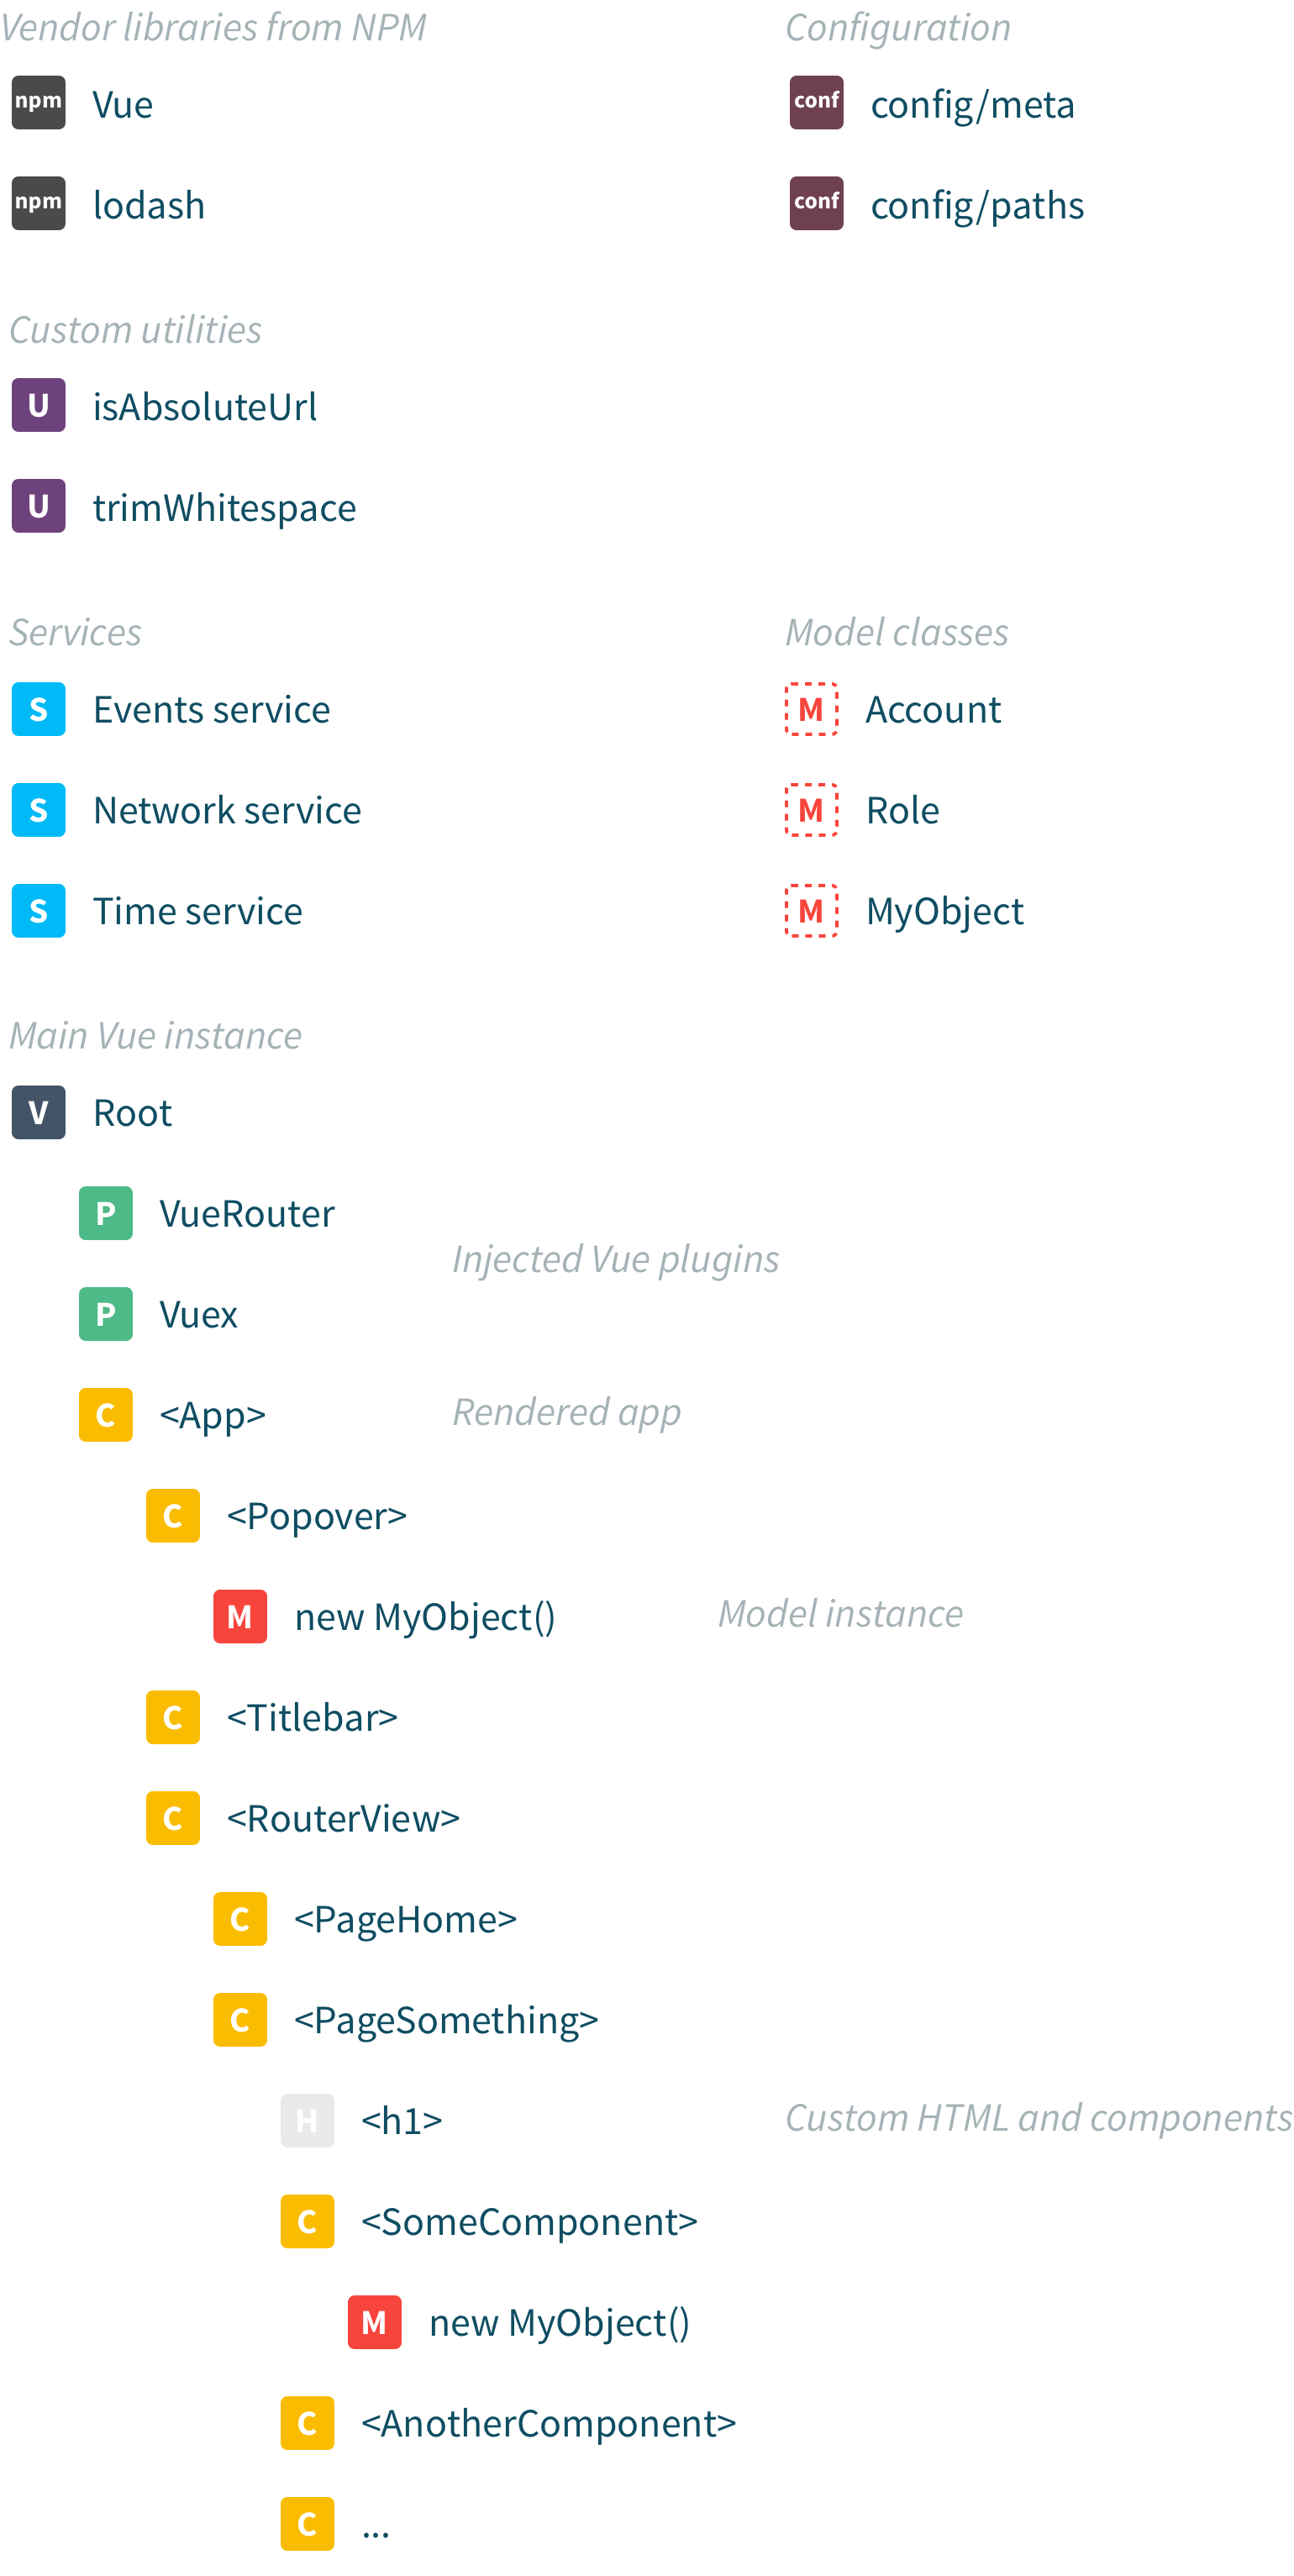 Vendor libraries from NPM
Configuration
npm Vue
conf config/meta
npm lodash
conf config/paths
Custom utilities
U isAbsoluteUrl
U trimWhitespace
Services
Model classes
S Events service
M Account
S Network service
M Role
S Time service
M MyObject
Main Vue instance
V Root
P VueRouter
Injected Vue plugins
P Vuex
C <App>
Rendered app
C <Popover>
M new MyObject()
Model instance
C <Titlebar>
C <RouterView>
C <PageHome>
C <PageSomething>
H <h1>
Custom HTML and components
C <SomeComponent>
M new MyObject()
C <AnotherComponent>
C ...